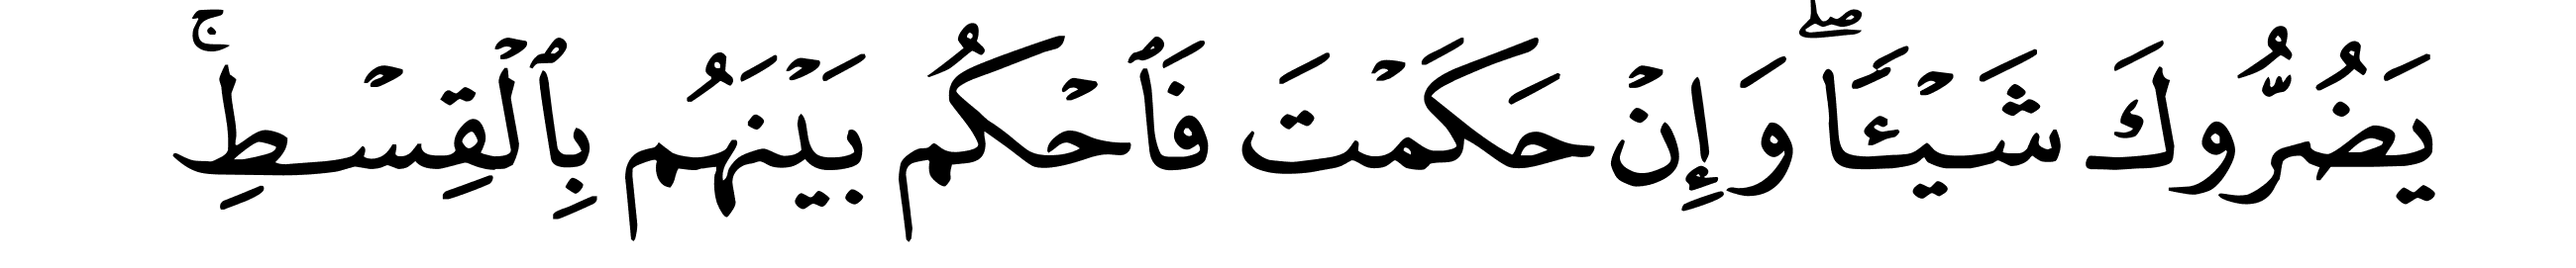 يَضُرُّوكَ شَيْـًٔا ۖ وَإِنْ حَكَمْتَ فَٱحْكُم بَيْنَهُم بِٱلْقِسْطِ ۚ